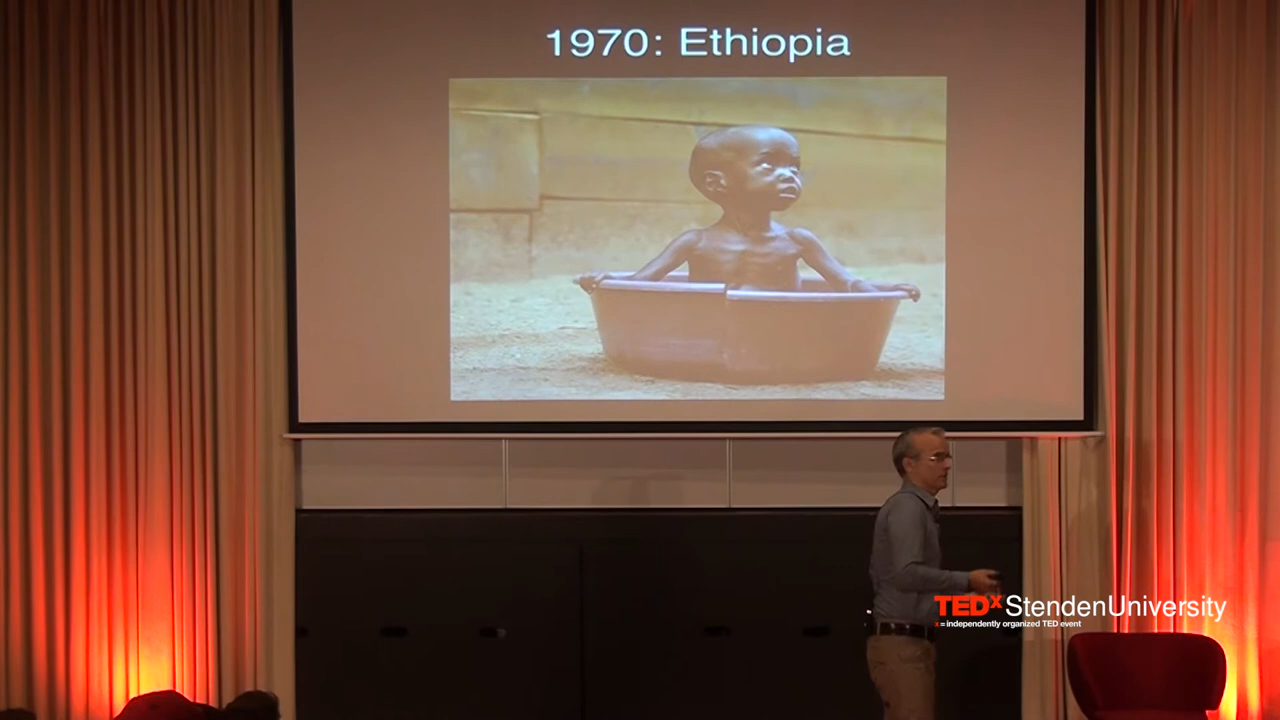 1970: Ethiopia
TEDx StendenUniversity
x = independently organized TED event